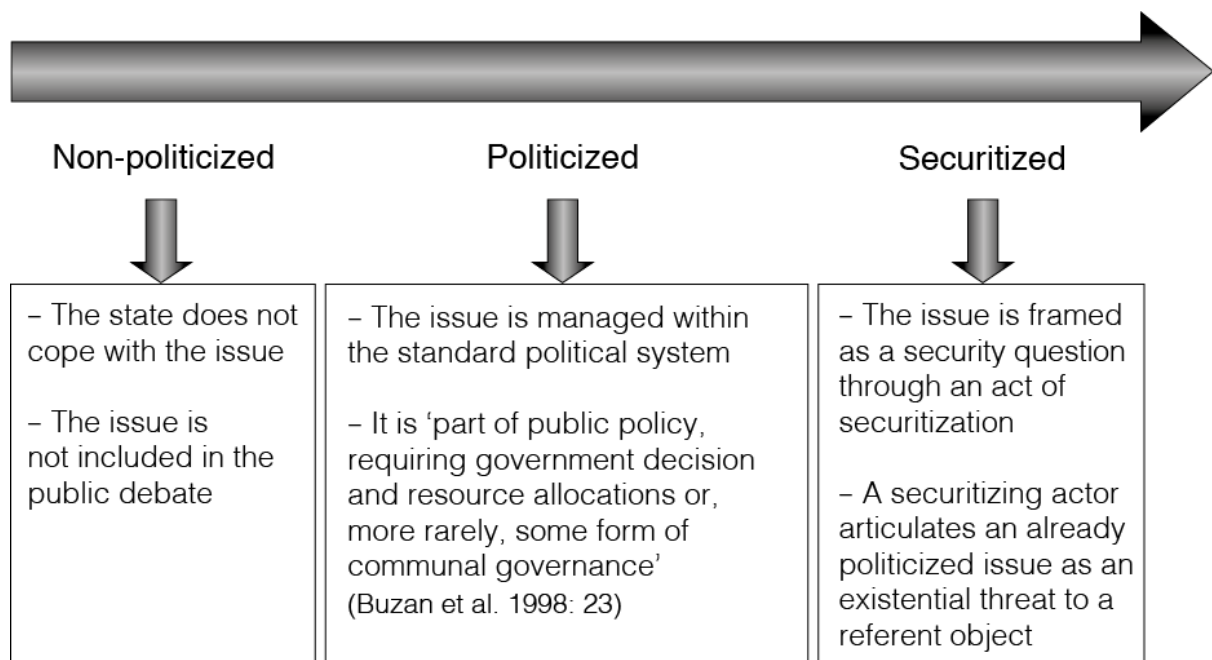 Non-politicized
Politicized
Securitized
– The state does not
cope with the issue
– The issue is
not included in the
public debate
– The issue is managed within
the standard political system
– It is ‘part of public policy,
requiring government decision
and resource allocations or,
more rarely, some form of
communal governance’
(Buzan et al. 1998: 23)
– The issue is framed
as a security question
through an act of
securitization
– A securitizing actor
articulates an already
politicized issue as an
existential threat to a
referent object